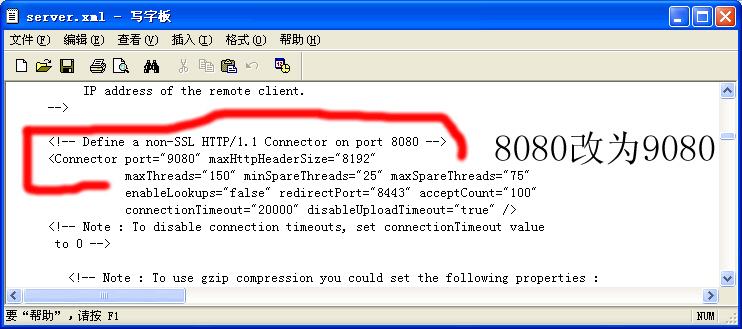 server.xml - 写字板
文件(F) 编辑(E) 查看(V) 插入(I) 格式(O) 帮助(H)
IP address of the remote client.
-->
<!-- Define a non-SSL HTTP/1.1 Connector on port 8080 -->
8080改为9080
<Connector port="9080" maxHttpHeaderSize="8192"
maxThreads="150" minSpareThreads="25" maxSpareThreads="75"
enableLookups="false" redirectPort="8443" acceptCount="100"
connectionTimeout="20000" disableUploadTimeout="true" />
<!-- Note : To disable connection timeouts, set connectionTimeout value
to 0 -->
<!-- Note : To use gzip compression you could set the following properties :
要“帮助”,请按 F1
NUM